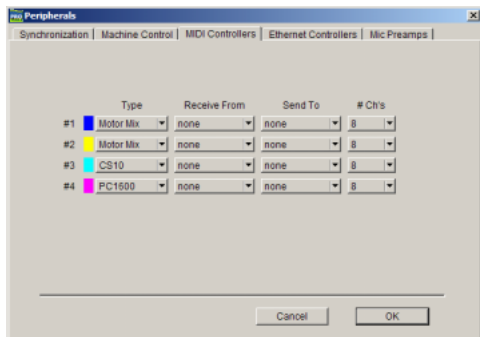 PRO Peripherals
Synchronization | Machine Control | MIDI Controllers | Ethernet Controllers | Mic Preamps |
Type Receive From Send To # Ch's
#1 Motor Mix none none 8
#2 Motor Mix none none 8
#3 CS10 none none 8
#4 PC1600 none none 8
Cancel OK